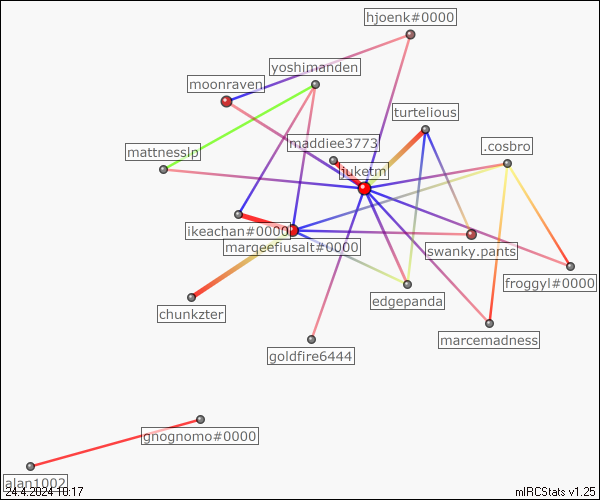 hjoenk#0000
yoshimanden
moonraven
turtelious
maddiee3773
.cosbro
mattnesslp
juketm
ikeachan#0000
marqeefiusalt#0000
swanky.pants
froggyl#0000
edgepanda
chunkzter
marcemadness
goldfire6444
gnognomo#0000
alan1002
24.4.2024 10:17
mIRCStats v1.25